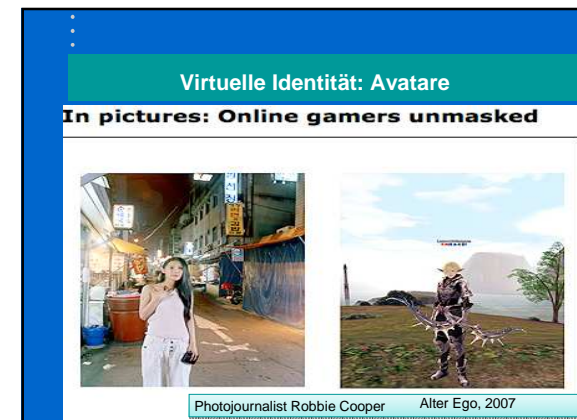 Virtuelle Identität: Avatare
In pictures: Online gamers unmasked
Photojournalist Robbie Cooper Alter Ego, 2007